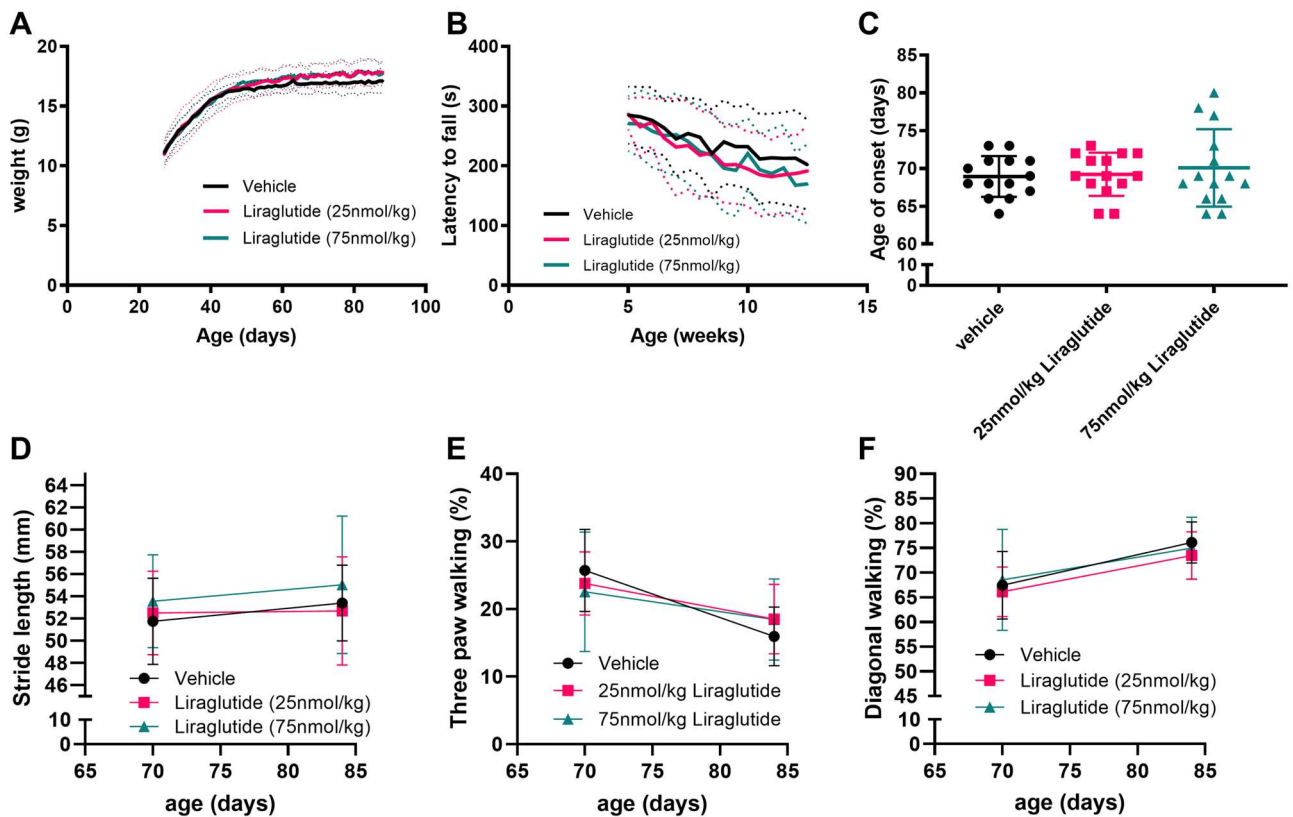 A
weight (g)
20
15
10
5
0
0 20 40 60 80 100
Age (days)
Vehicle
Liraglutide (25nmol/kg)
Liraglutide (75nmol/kg)
B
Latency to fall (s)
400
300
200
100
0
0 5 10 15
Age (weeks)
Vehicle
Liraglutide (25nmol/kg)
Liraglutide (75nmol/kg)
C
Age of onset (days)
85
80
75
70
65
60
10
0
vehicle
25nmol/kg Liraglutide
75nmol/kg Liraglutide
D
Stride length (mm)
64
62
60
58
56
54
52
50
48
46
10
0
65 70 75 80 85
age (days)
Vehicle
Liraglutide (25nmol/kg)
Liraglutide (75nmol/kg)
E
Three paw walking (%)
40
30
20
10
0
65 70 75 80 85
age (days)
Vehicle
25nmol/kg Liraglutide
75nmol/kg Liraglutide
F
Diagonal walking (%)
90
85
80
75
70
65
60
55
50
45
10
0
65 70 75 80 85
age (days)
Vehicle
Liraglutide (25nmol/kg)
Liraglutide (75nmol/kg)